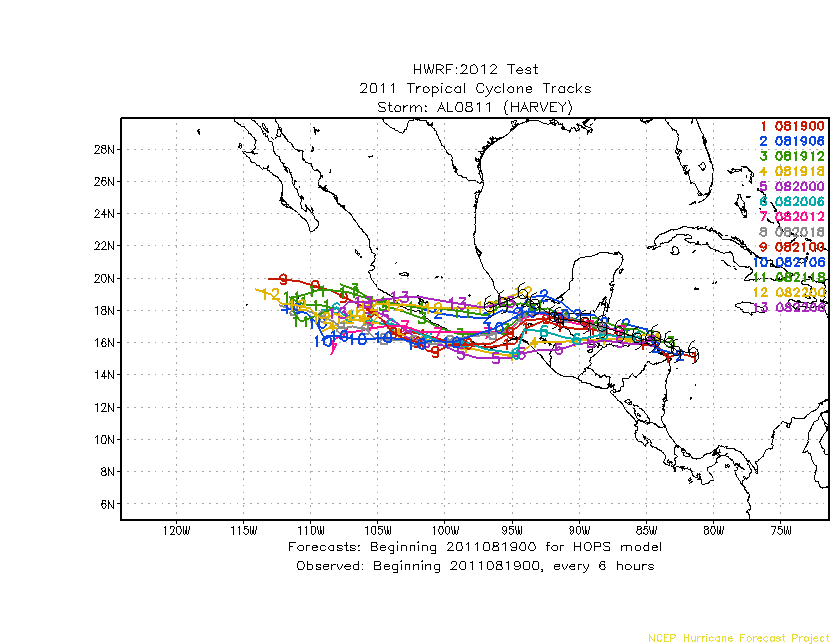 HWRF:2012 Test
2011 Tropical Cyclone Tracks
Storm: AL0811 (HARVEY)
1 081900
2 081906
3 081912
4 081918
5 082000
6 082006
7 082012
8 082018
9 082100
10 082106
11 082118
12 082200
13 082206
28N
26N
24N
22N
20N
18N
16N
14N
12N
10N
8N
6N
120W 115W 110W 105W 100W 95W 90W 85W 80W 75W
Forecasts: Beginning 2011081900 for HOPS model
Observed: Beginning 2011081900, every 6 hours
NCEP Hurricane Forecast Project